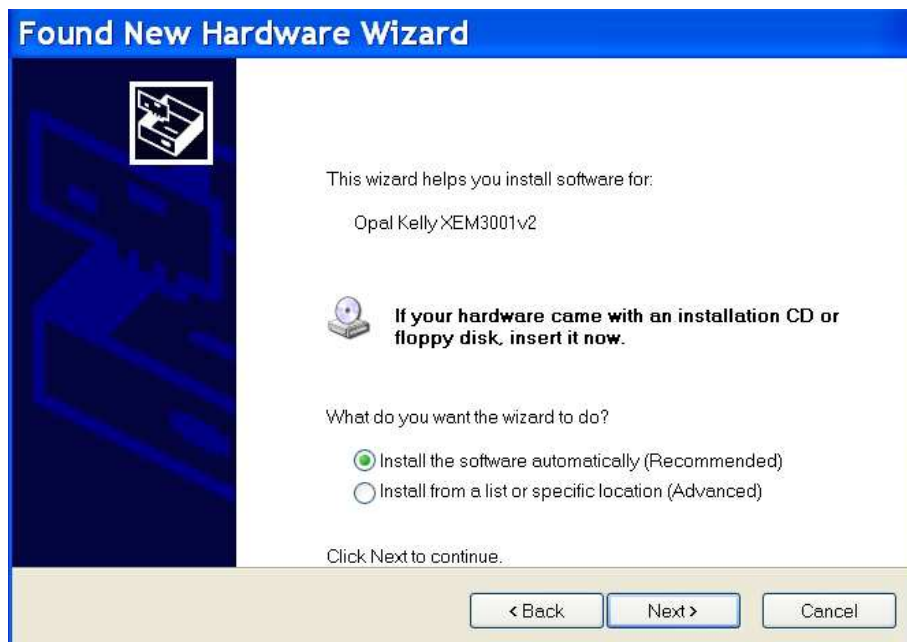 Found New Hardware Wizard
This wizard helps you install software for:
Opal Kelly XEM3001v2
If your hardware came with an installation CD or
floppy disk, insert it now.
What do you want the wizard to do?
Install the software automatically (Recommended)
Install from a list or specific location (Advanced)
Click Next to continue.
< Back Next > Cancel